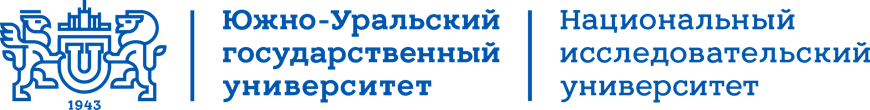 Южно-Уральский
государственный
университет
Национальный
исследовательский
университет
U
1943